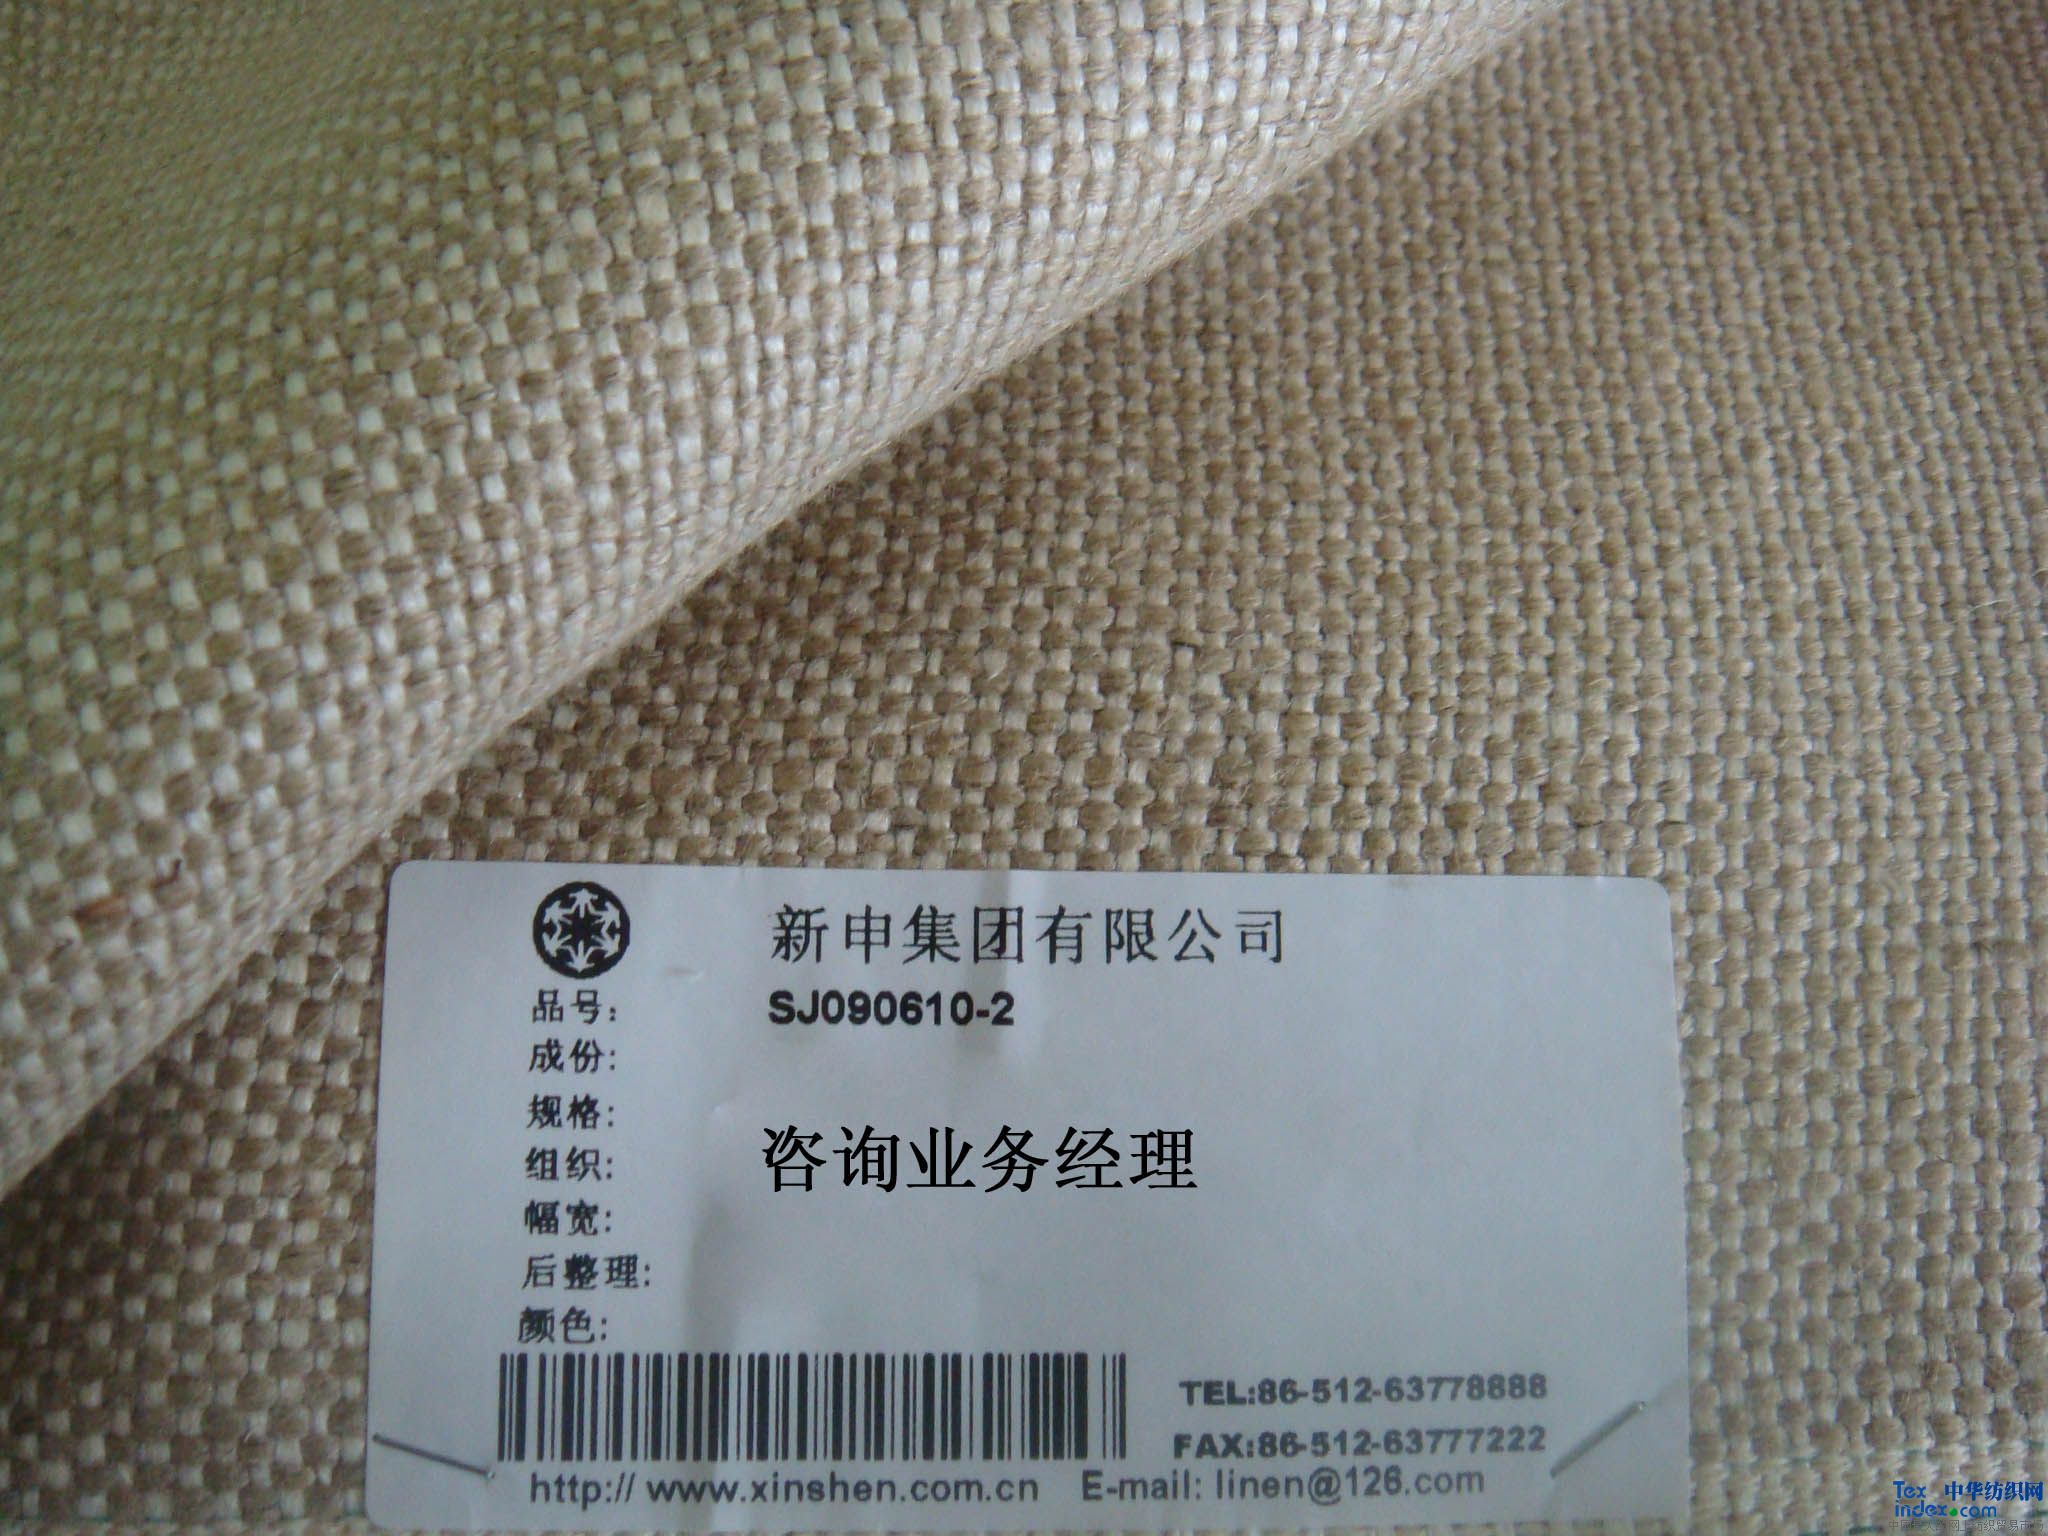 新申集团有限公司
品号: SJ090610-2
成份:
规格:
咨询业务经理
组织:
幅宽:
后整理:
颜色:
TEL:86-512-63778888
FAX:86-512-63777222
http:// www.xinshen.com.cn E-mail: linen@126.com
Tex 中华纺织网
index.com